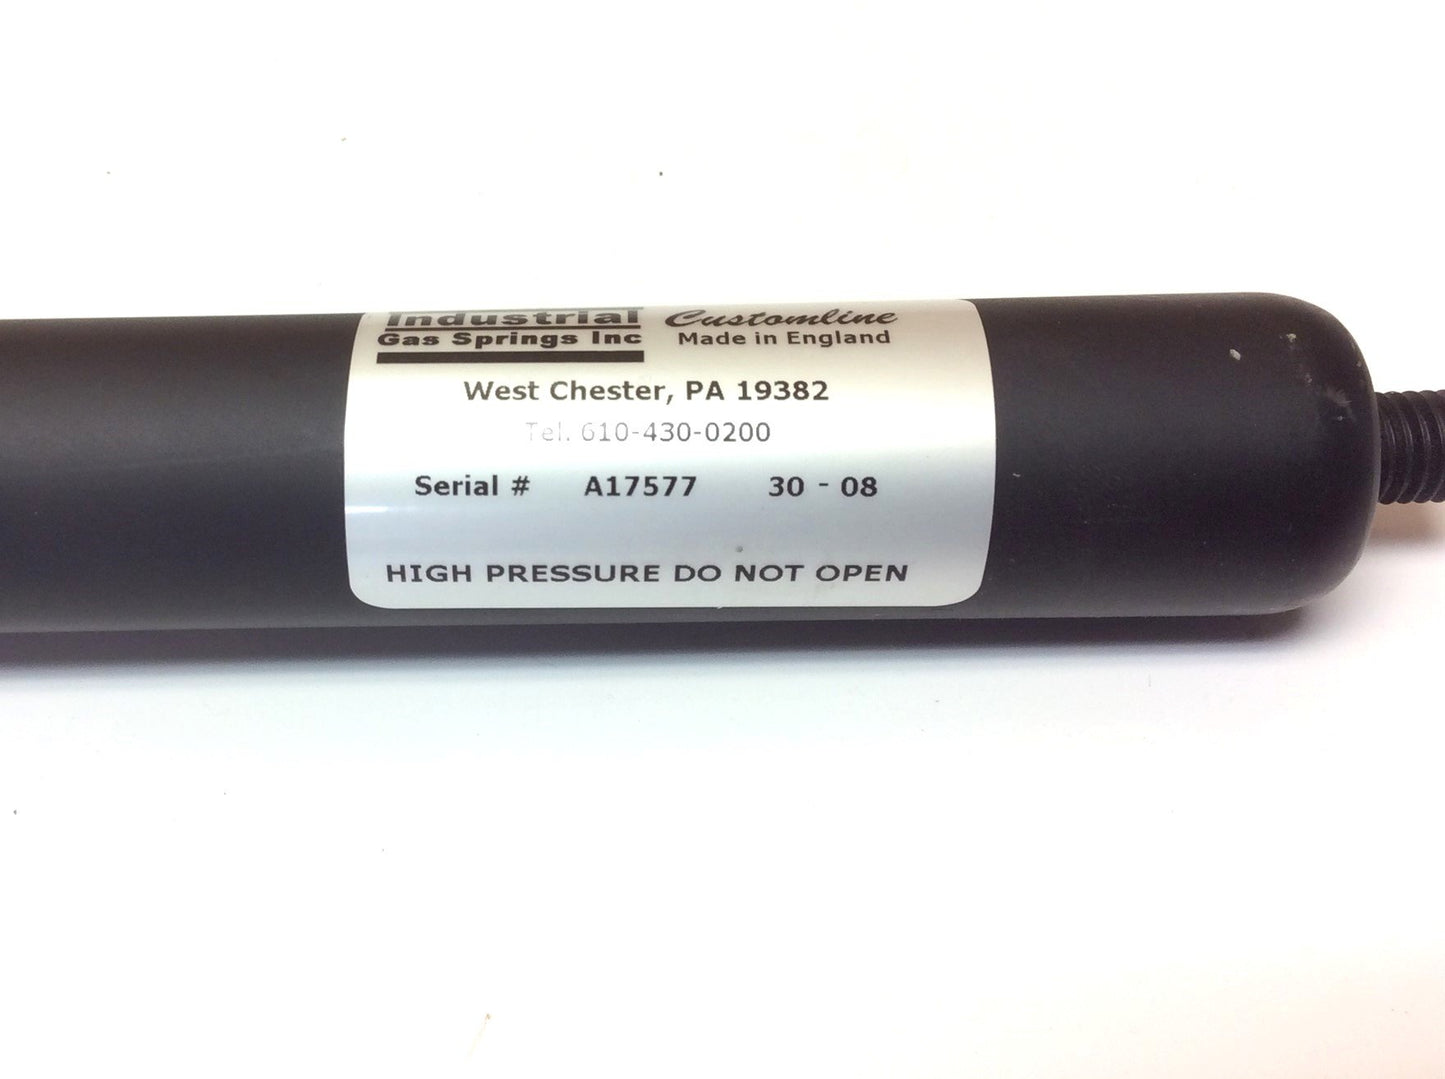 Industrial Customline
Gas Springs Inc Made in England
West Chester, PA 19382
Tel. 610-430-0200
Serial # A17577 30 - 08
HIGH PRESSURE DO NOT OPEN